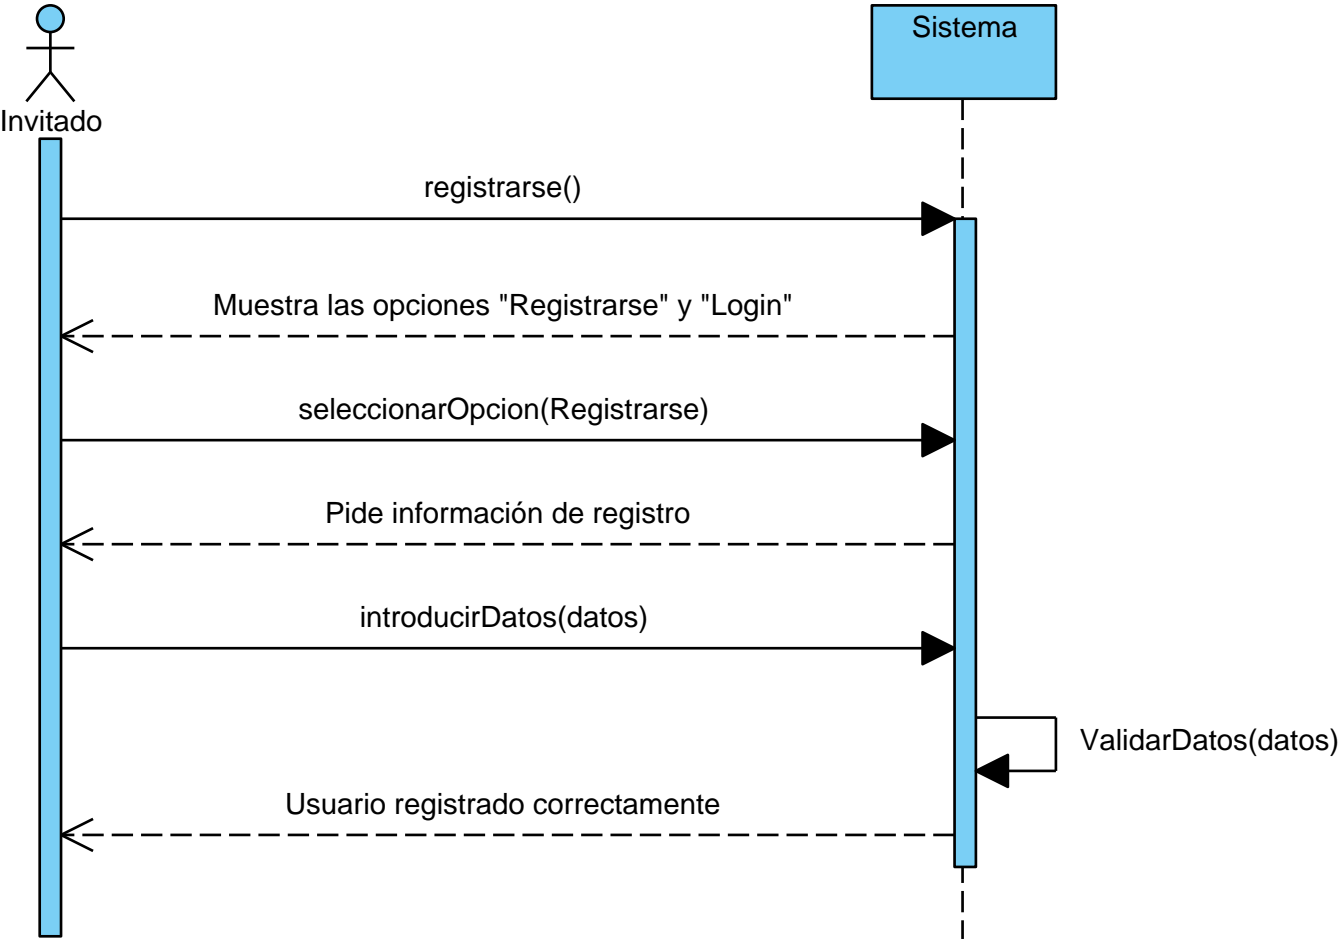 Sistema
Invitado
registrarse()
Muestra las opciones "Registrarse" y "Login"
seleccionarOpcion(Registrarse)
Pide información de registro
introducirDatos(datos)
ValidarDatos(datos)
Usuario registrado correctamente